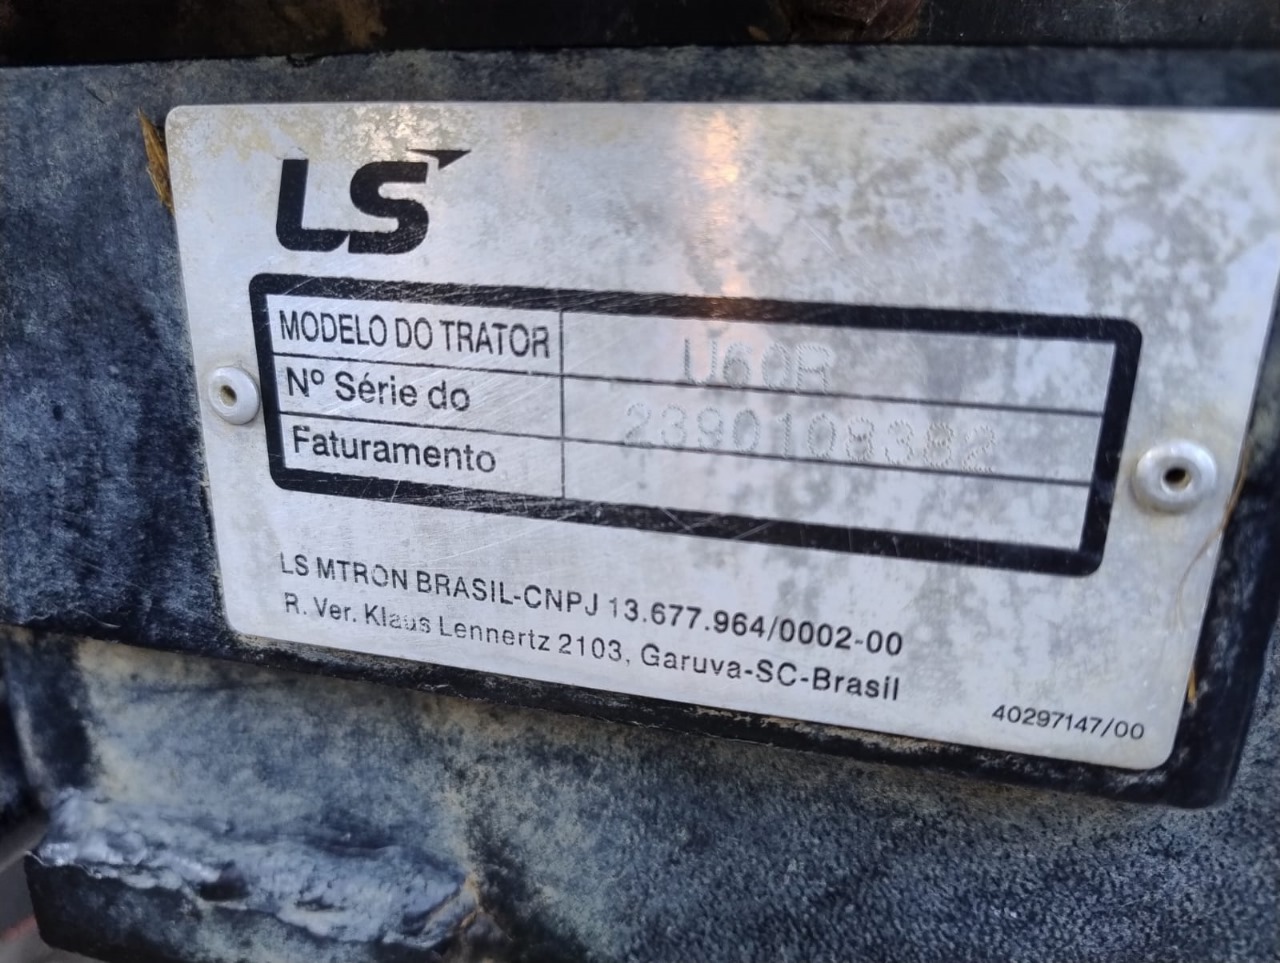 LS
MODELO DO TRATOR U60R
Nº Série do 2390109382
Faturamento
LS MTRON BRASIL-CNPJ 13.677.964/0002-00
R. Ver. Klaus Lennertz 2103, Garuva-SC-Brasil
40297147/00